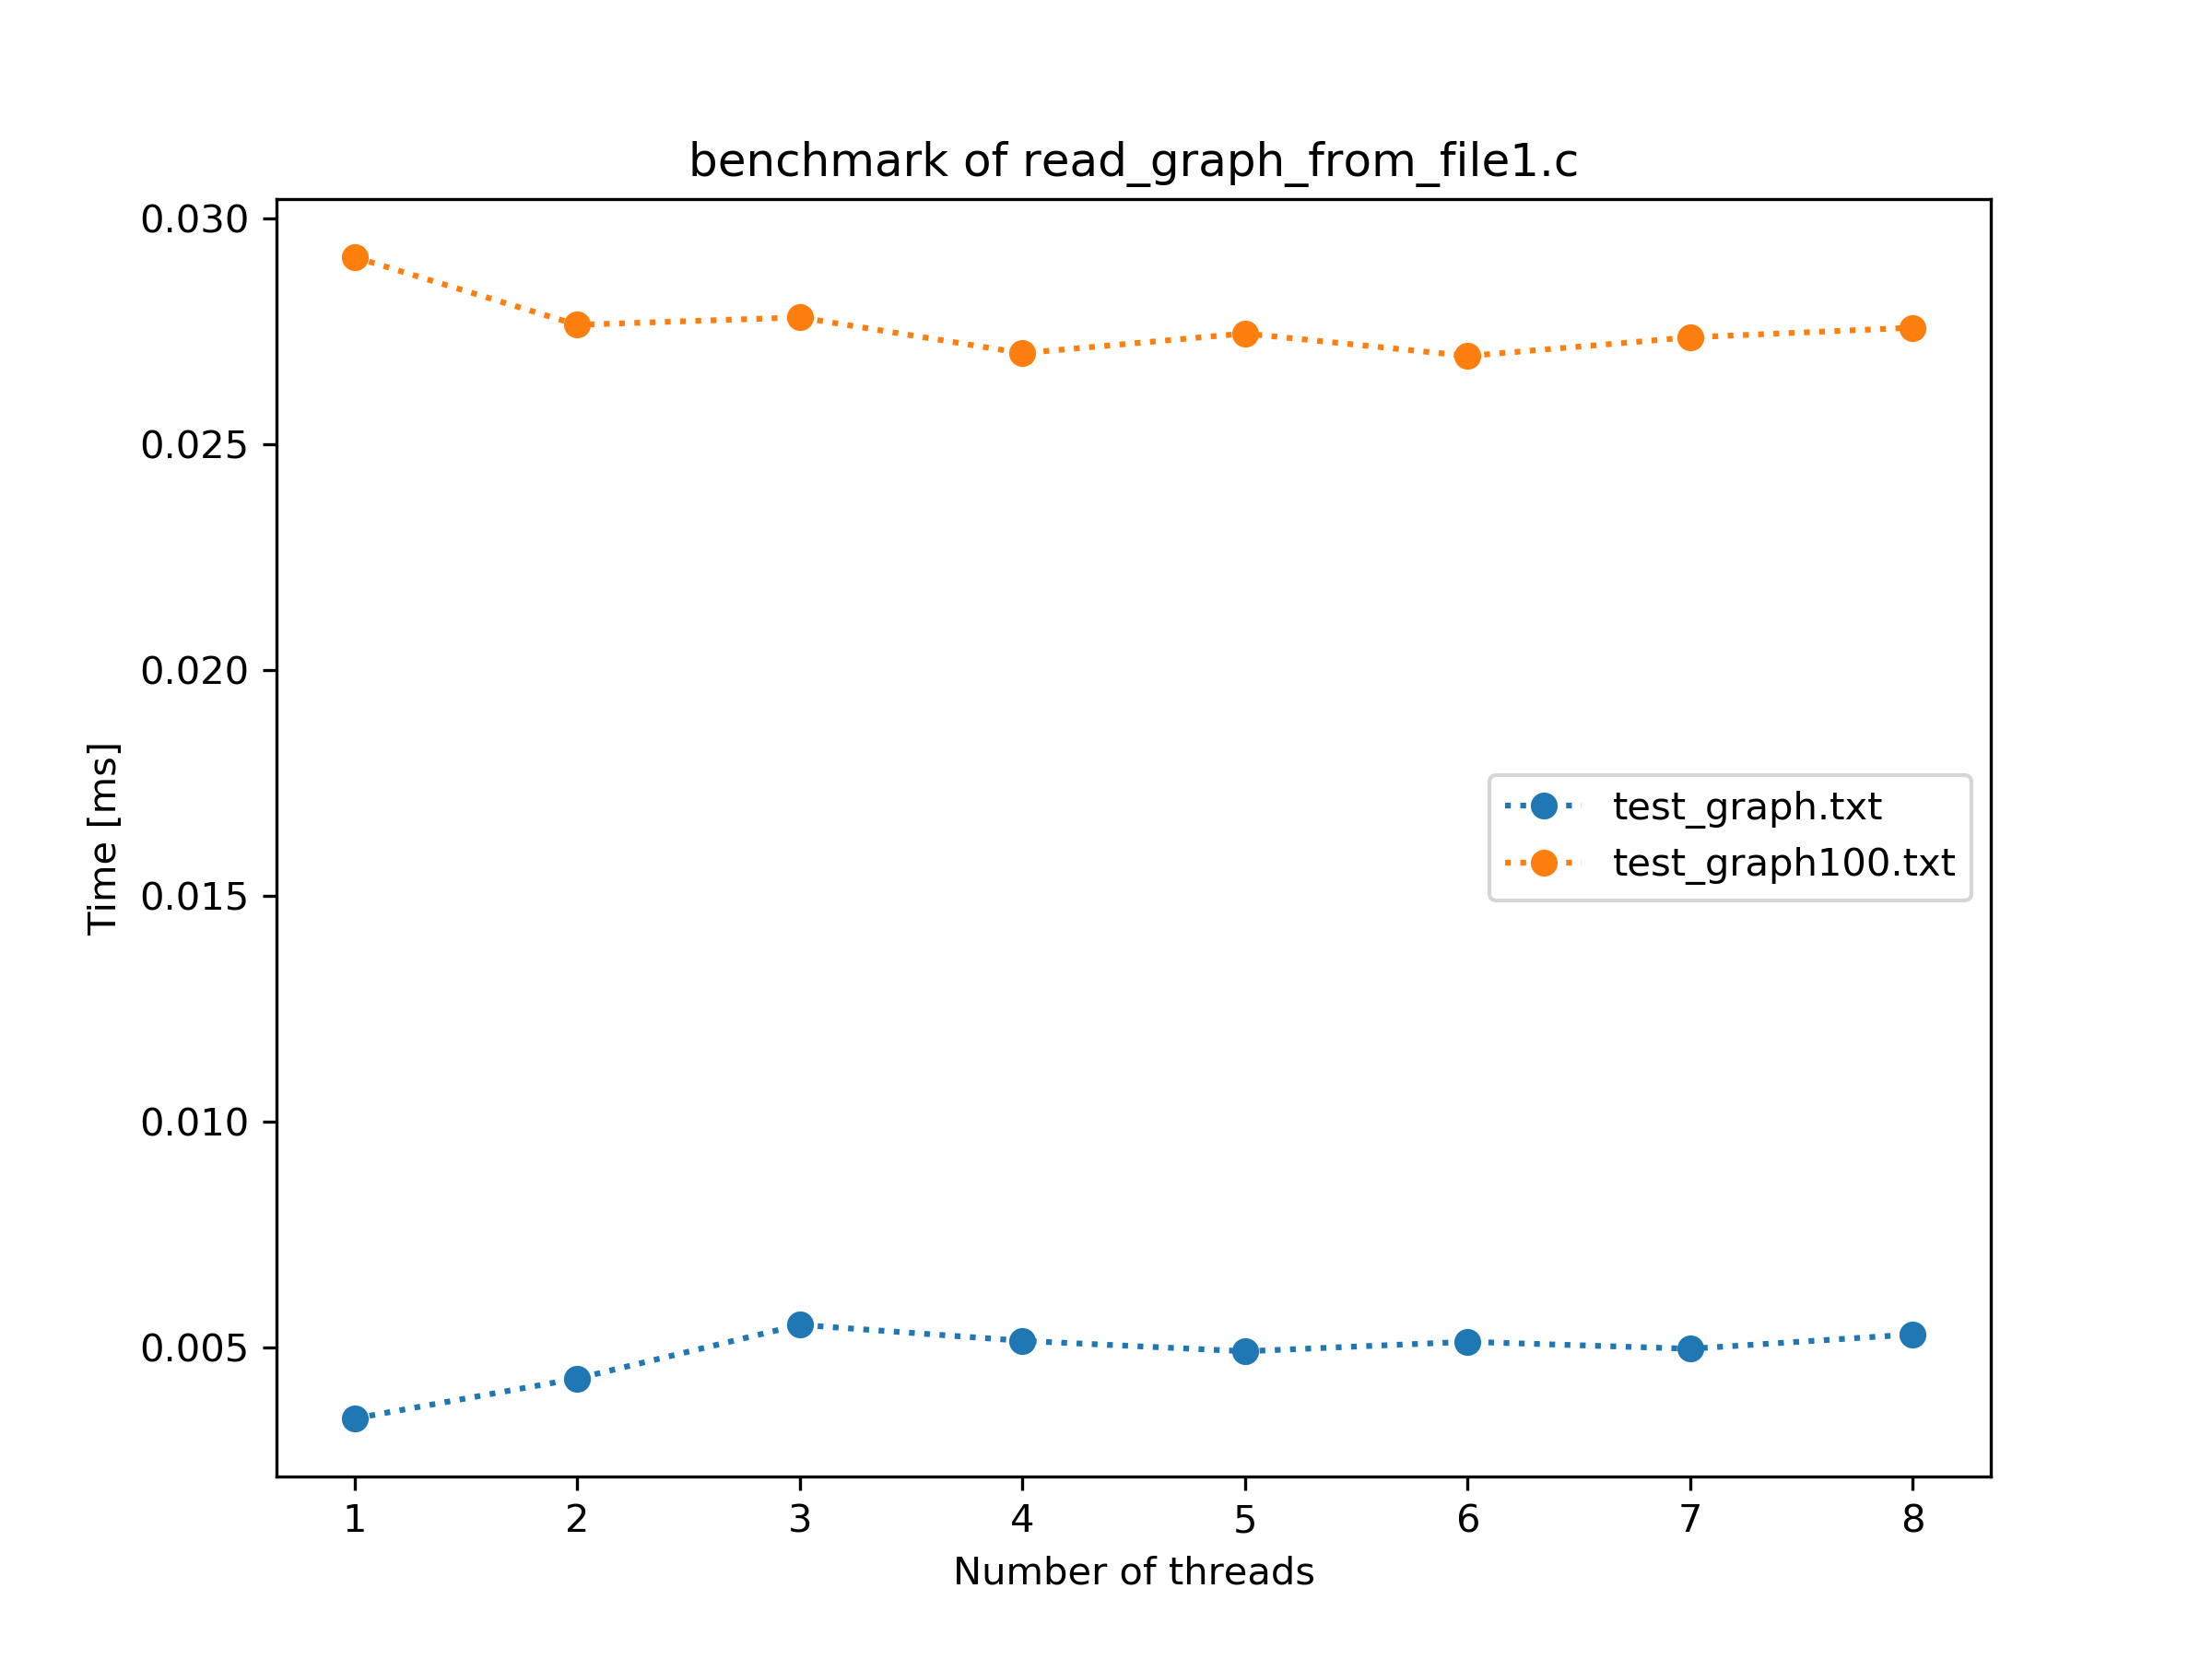 benchmark of read_graph_from_file1.c
0.030
0.025
0.020
0.015
0.010
0.005
Time [ms]
test_graph.txt
test_graph100.txt
1 2 3 4 5 6 7 8
Number of threads